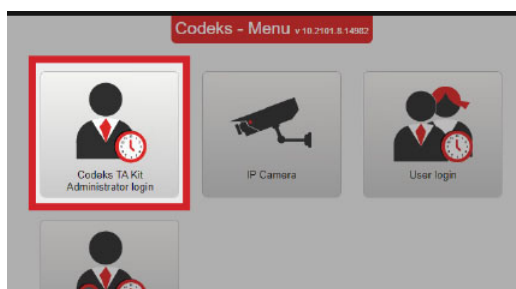 Codeks - Menu v 10.2101.8.14982
Codeks TA Kit
Administrator login
IP Camera
User login